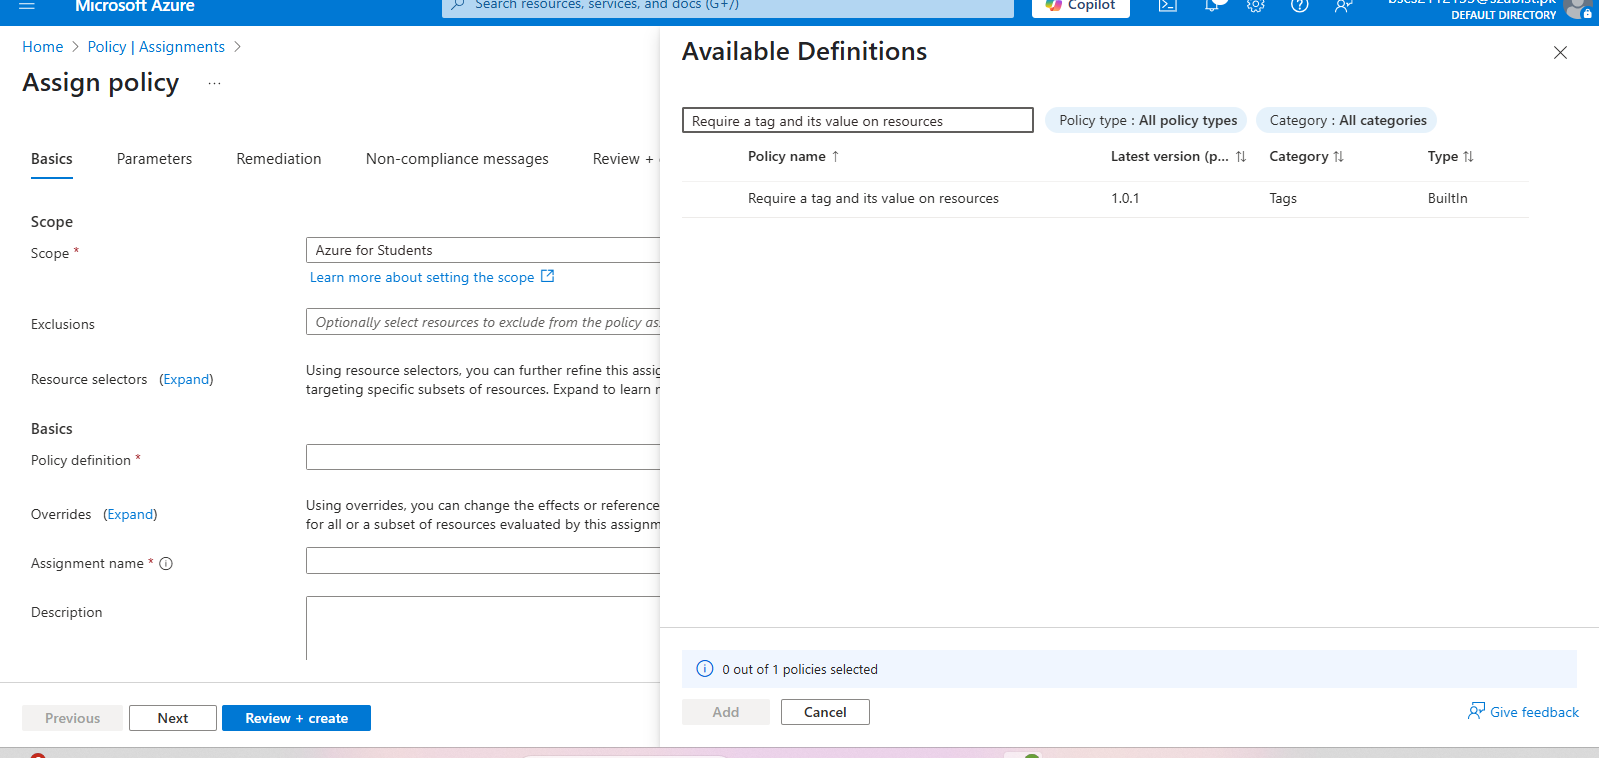 Microsoft Azure
Search resources, services, and docs (G+/)
Copilot
DEFAULT DIRECTORY
Home > Policy | Assignments >
Assign policy ...
Basics Parameters Remediation Non-compliance messages Review +
Scope
Scope *
Azure for Students
Learn more about setting the scope
Exclusions
Optionally select resources to exclude from the policy
Resource selectors (Expand)
Using resource selectors, you can further refine this
targeting specific subsets of resources. Expand to learn
Basics
Policy definition *
Overrides (Expand)
Using overrides, you can change the effects or reference
for all or a subset of resources evaluated by this
Assignment name *
Description
Previous Next Review + create
Available Definitions
Require a tag and its value on resources
Policy type : All policy types
Category : All categories
Policy name ↑ Latest version (p... ↑↓ Category ↑↓ Type ↑↓
Require a tag and its value on resources 1.0.1 Tags BuiltIn
0 out of 1 policies selected
Add Cancel
Give feedback